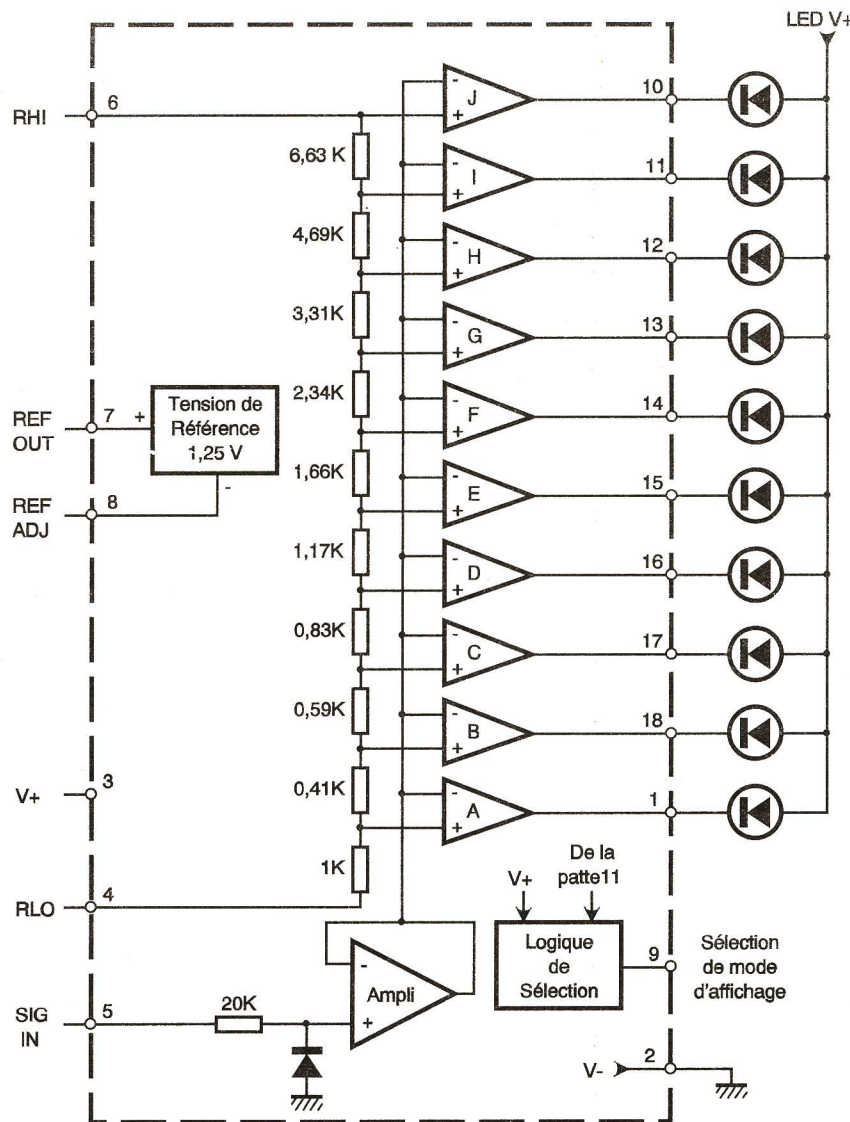 LED V+
RHI
6
6,63 K
4,69K
3,31K
2,34K
1,66K
1,17K
0,83K
0,59K
0,41K
1K
- J +
10
- I +
11
- H +
12
- G +
13
- F +
14
- E +
15
- D +
16
- C +
17
- B +
18
- A +
1
REF
OUT
7
+
Tension de
Référence
1,25 V
-
REF
ADJ
8
V+
3
RLO
4
SIG
IN
5
20K
-
Ampli
+
V+
De la
patte11
Logique
de
Sélection
9
Sélection
de mode
d'affichage
V-
2